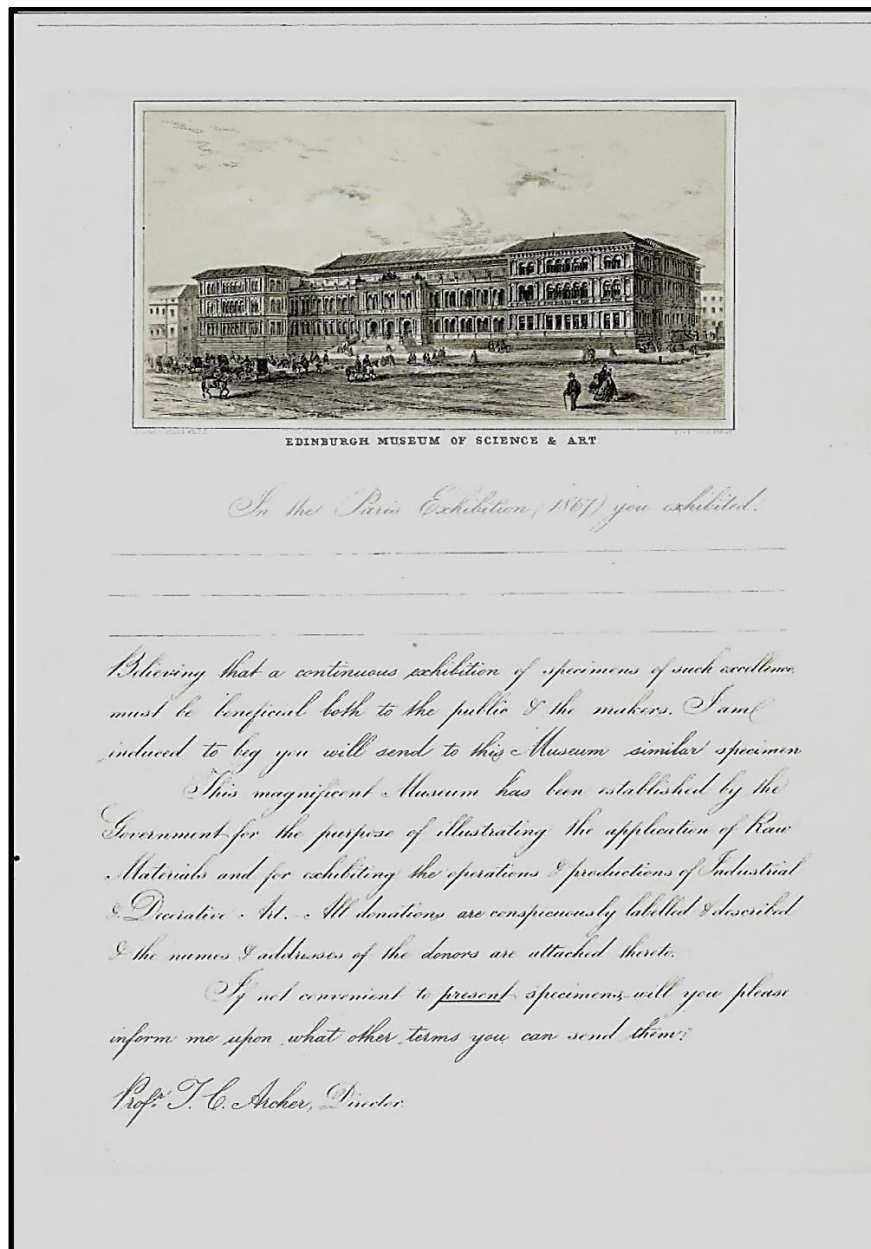 EDINBURGH MUSEUM OF SCIENCE & ART
In the Paris Exhibition, (1867) you exhibited.
Believing that a continuous exhibition of specimens of such excellence
must be beneficial both to the public & the makers. I am
induced to beg you will send to this Museum similar specimen
This magnificent Museum has been established by the
Government for the purpose of illustrating the application of Raw
Materials and for exhibiting the operations & productions of Industrial
& Decorative Art. All donations are conspicuously labelled & described
& the names & addresses of the donors are attached thereto.
If not convenient to present specimens will you please
inform me upon what other terms you can send them;
Profr. T. C. Archer, Director.